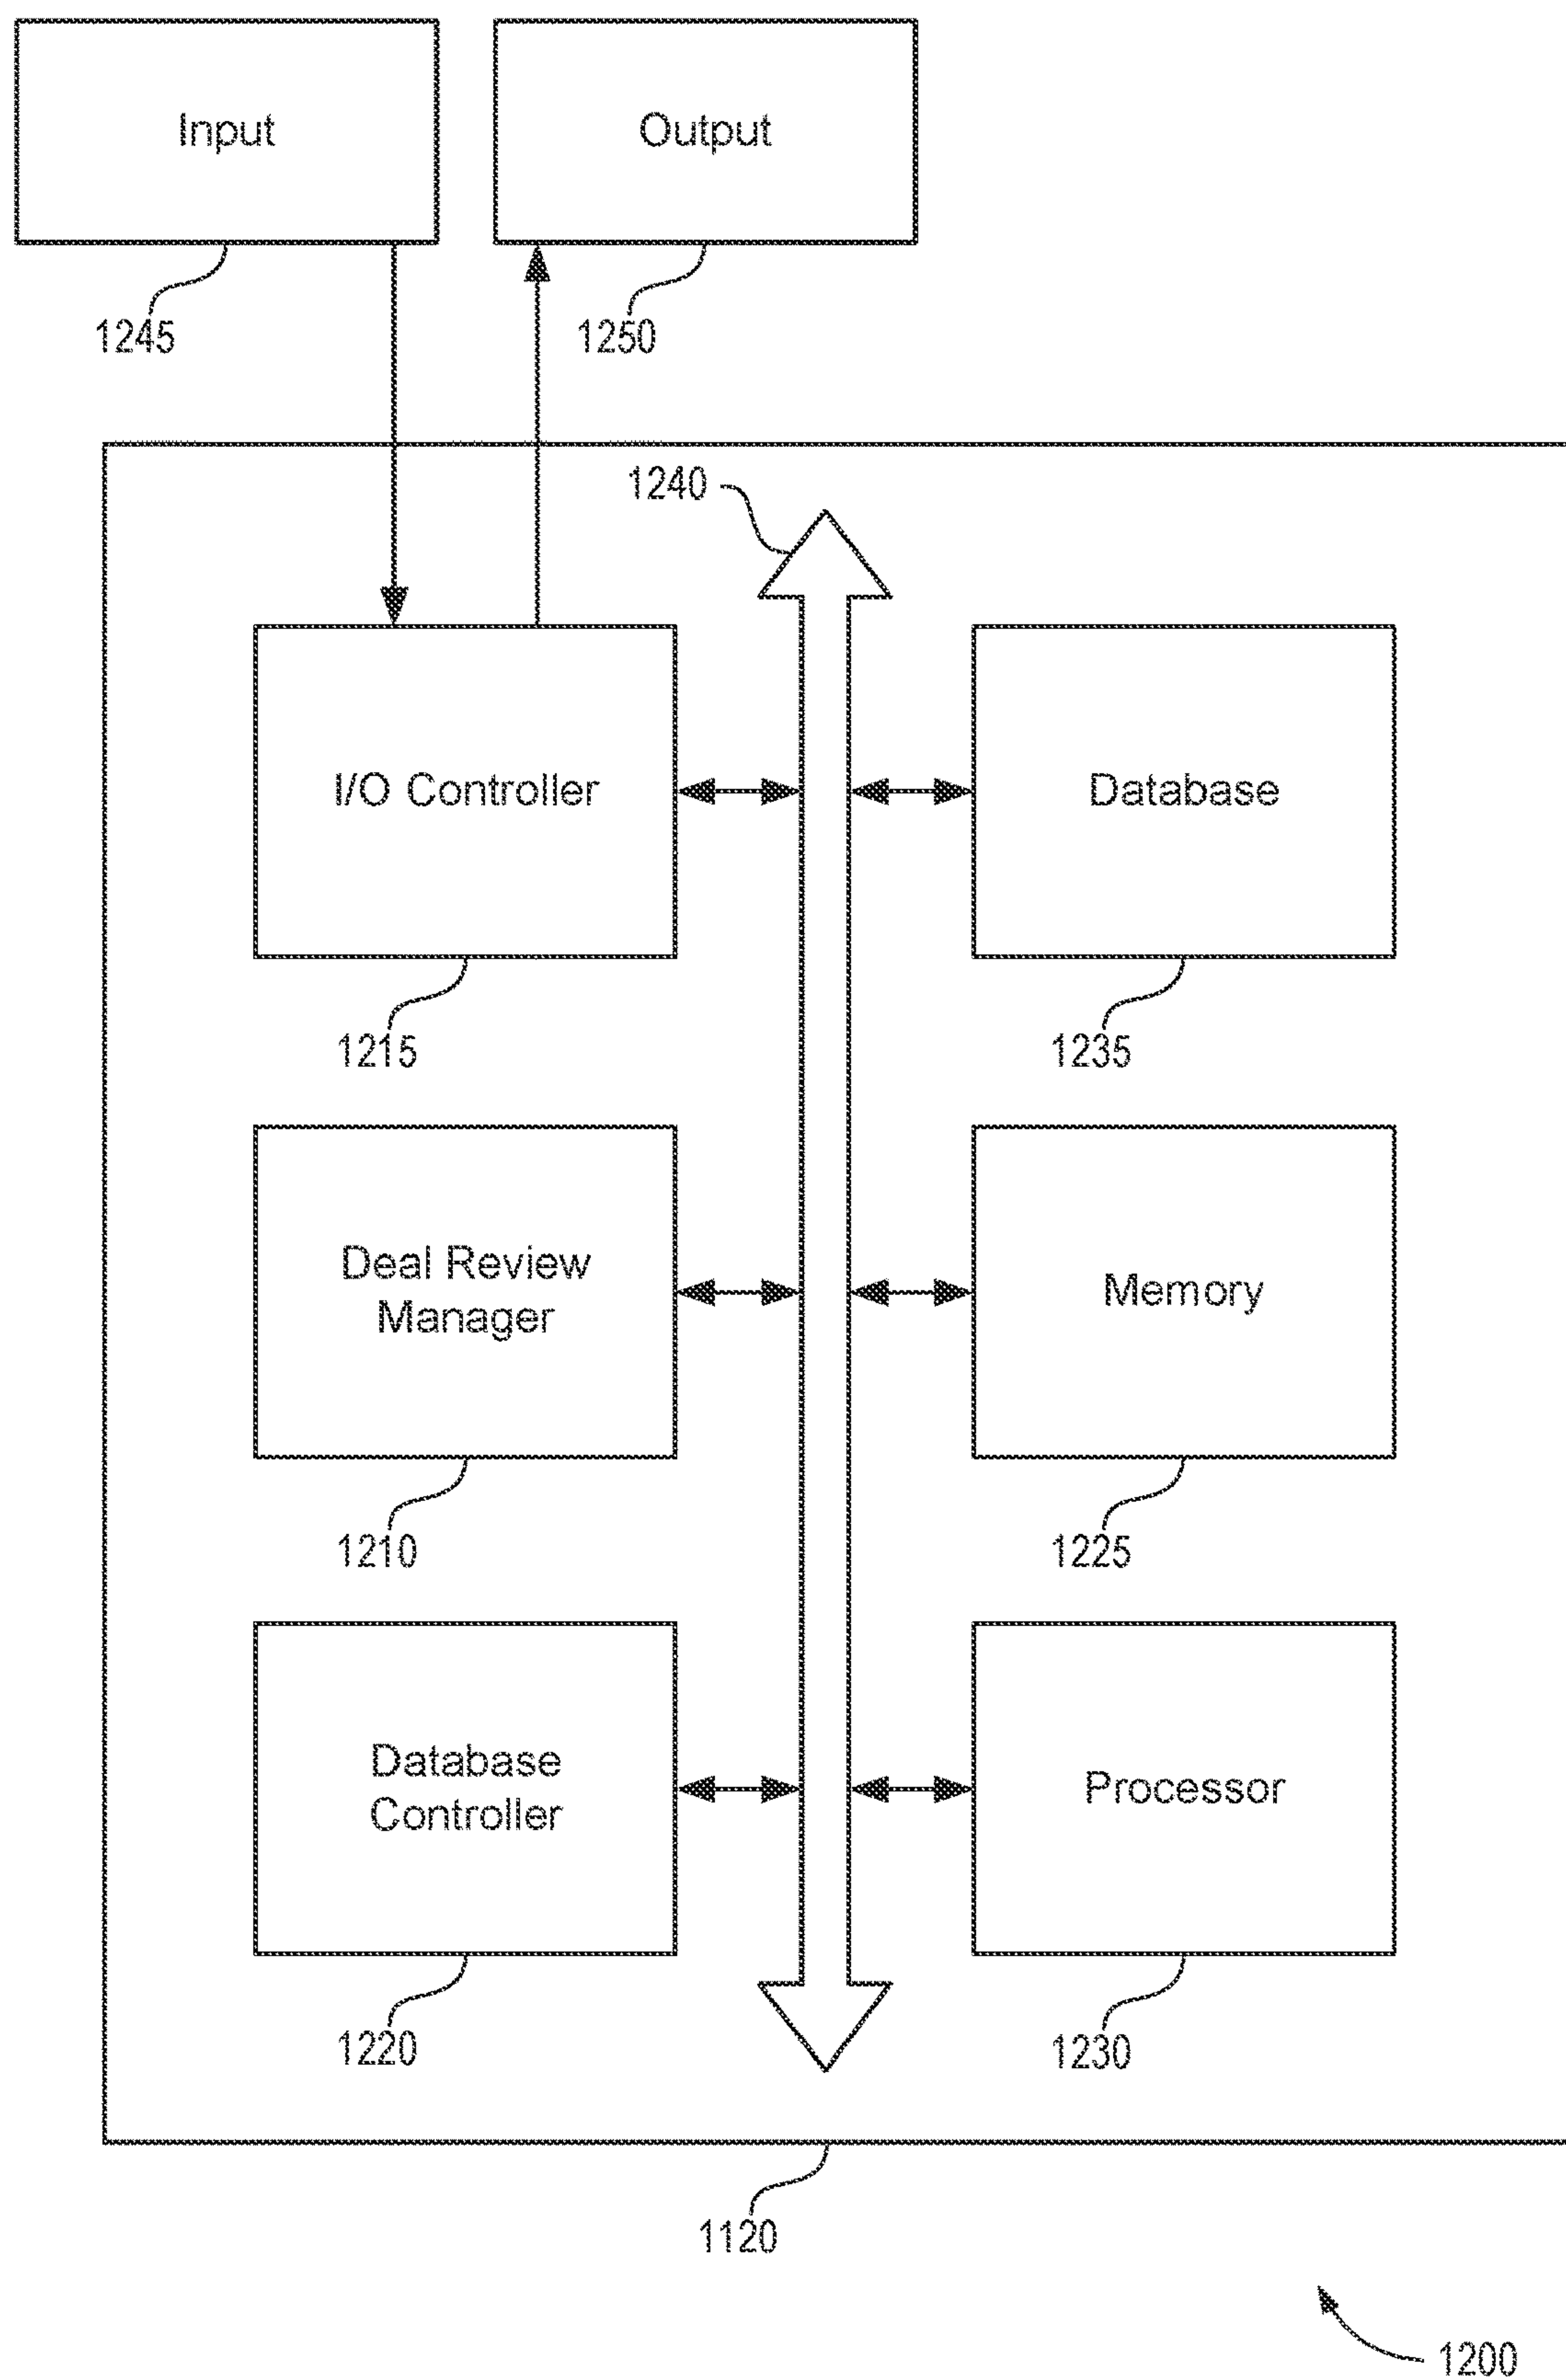 Input
Output
1245
1250
1240
I/O Controller
Database
1215
1235
Deal Review
Manager
Memory
1210
1225
Database
Controller
Processor
1220
1230
1120
1200